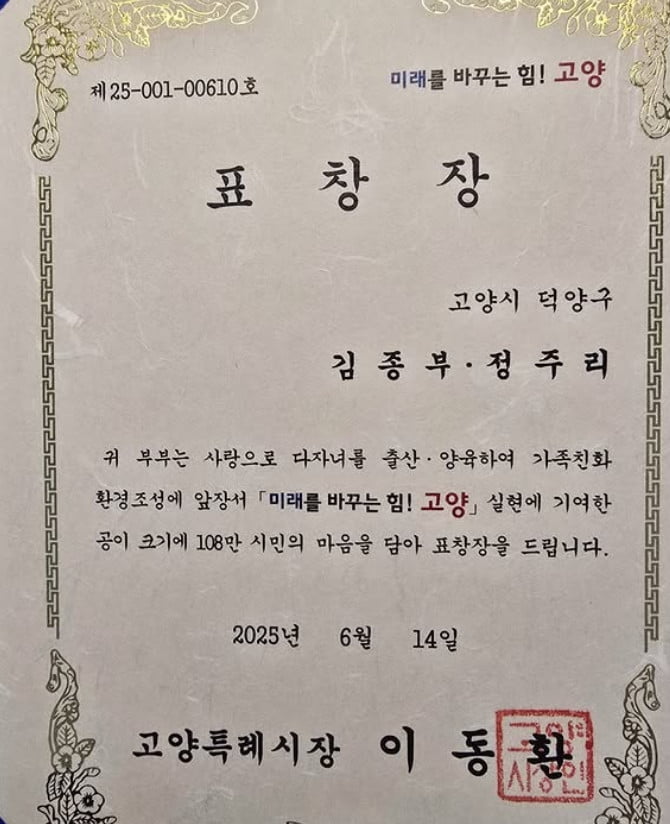 제25-001-00610호
미래를 바꾸는 힘! 고양
표 창 장
고양시 덕양구
김 종 부 · 정 주 리
귀 부부는 사랑으로 다자녀를 출산 · 양육하여 가족친화
환경조성에 앞장서 「미래를 바꾸는 힘! 고양」 실현에 기여한
공이 크기에 108만 시민의 마음을 담아 표창장을 드립니다.
2025년 6월 14일
고양특례시장 이 동 환
고양
시장인